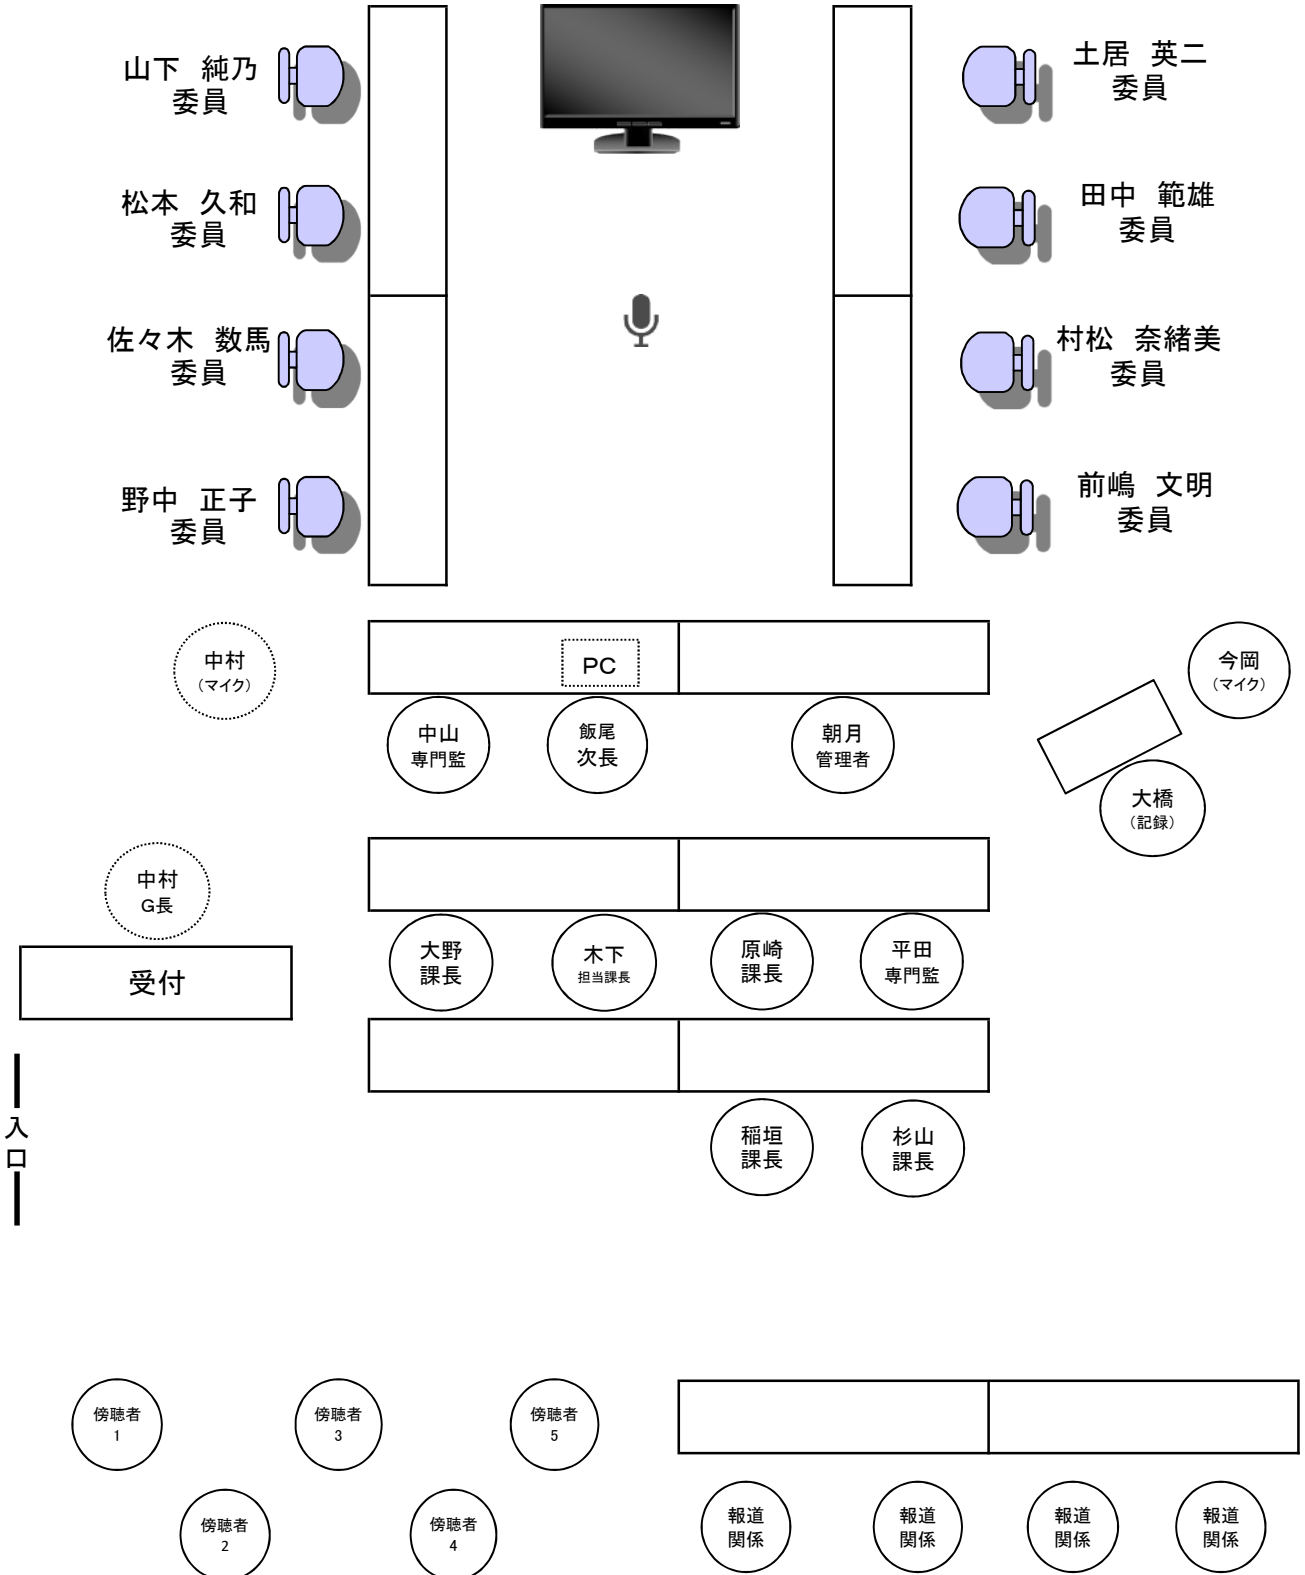 山下　純乃
委員
土居　英二
委員
松本　久和
委員
田中　範雄
委員
佐々木　数馬
委員
村松　奈緒美
委員
野中　正子
委員
前嶋　文明
委員
中村
（マイク）
PC
今岡
（マイク）
中山
専門監
飯尾
次長
朝月
管理者
大橋
（記録）
中村
G長
受付
大野
課長
木下
担当課長
原崎
課長
平田
専門監
入
口
稲垣
課長
杉山
課長
傍聴者
1
傍聴者
3
傍聴者
5
傍聴者
2
傍聴者
4
報道
関係
報道
関係
報道
関係
報道
関係